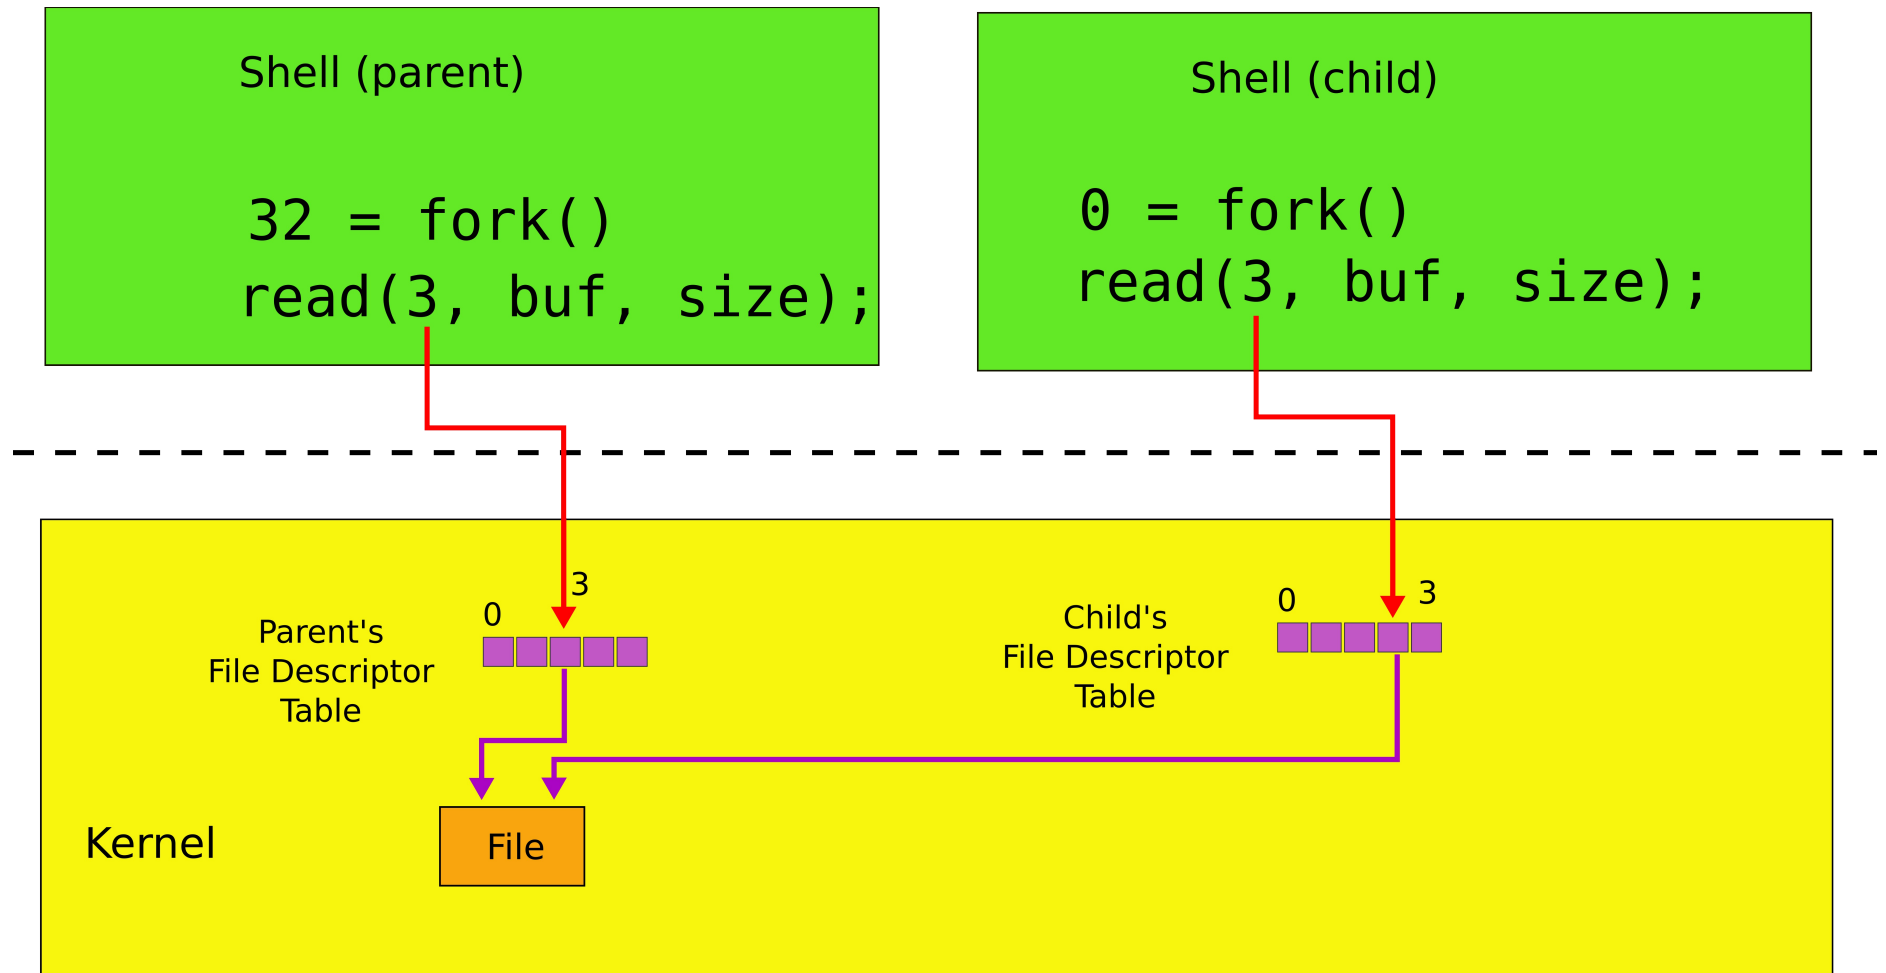 Shell (parent)
32 = fork()
read(3, buf, size);
Shell (child)
0 = fork()
read(3, buf, size);
Parent's
File Descriptor
Table
0
3
Child's
File Descriptor
Table
0
3
Kernel
File